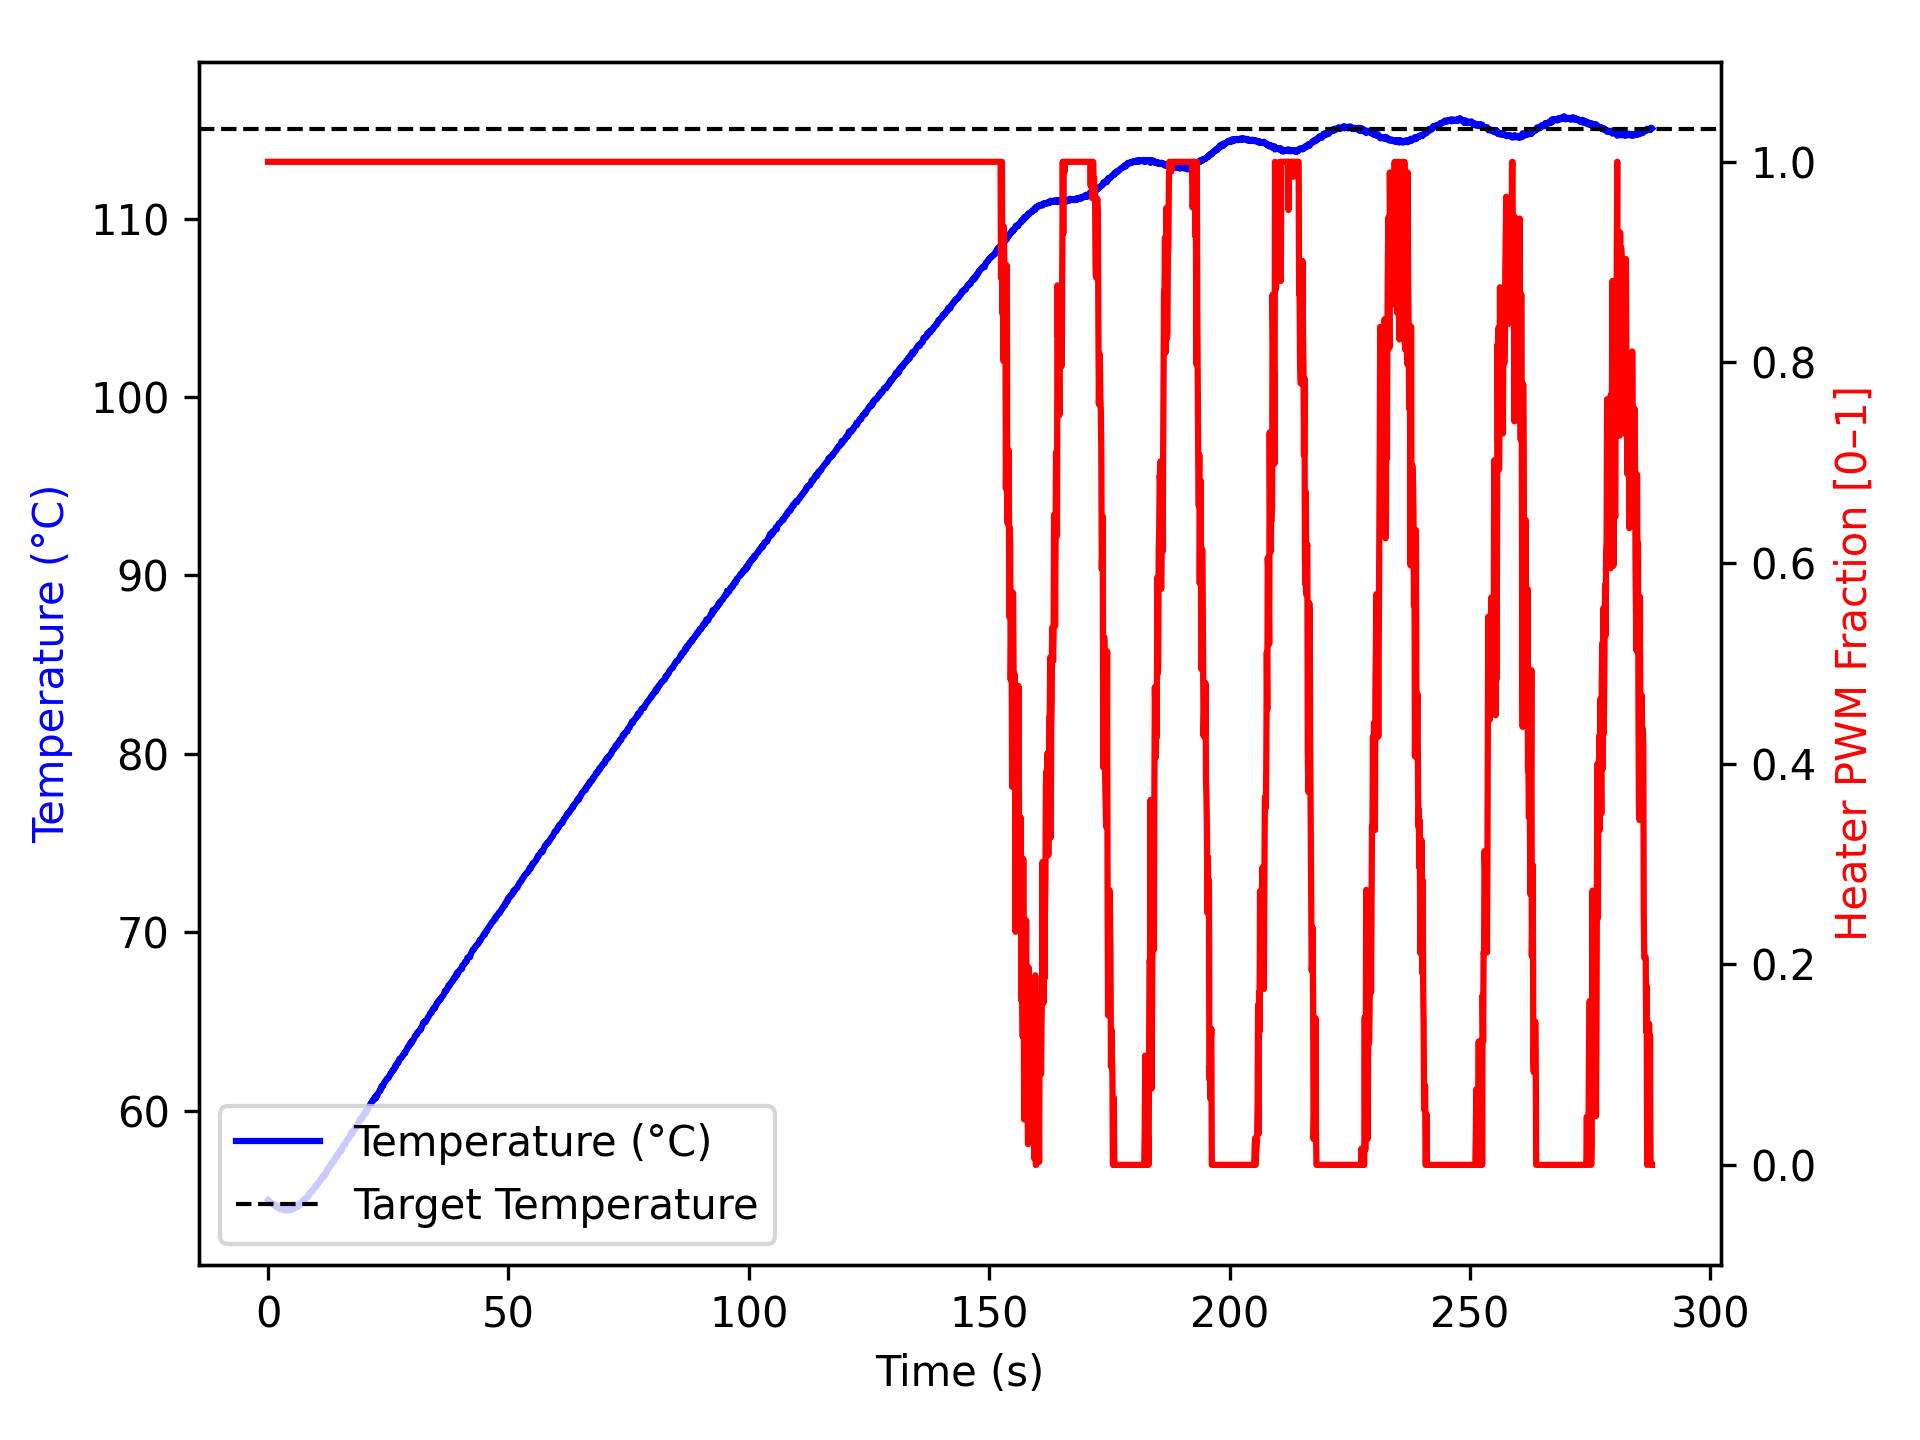 110
100
90
80
70
60
Temperature (°C)
1.0
0.8
0.6
0.4
0.2
0.0
Heater PWM Fraction [0–1]
Temperature (°C)
Target Temperature
0 50 100 150 200 250 300
Time (s)